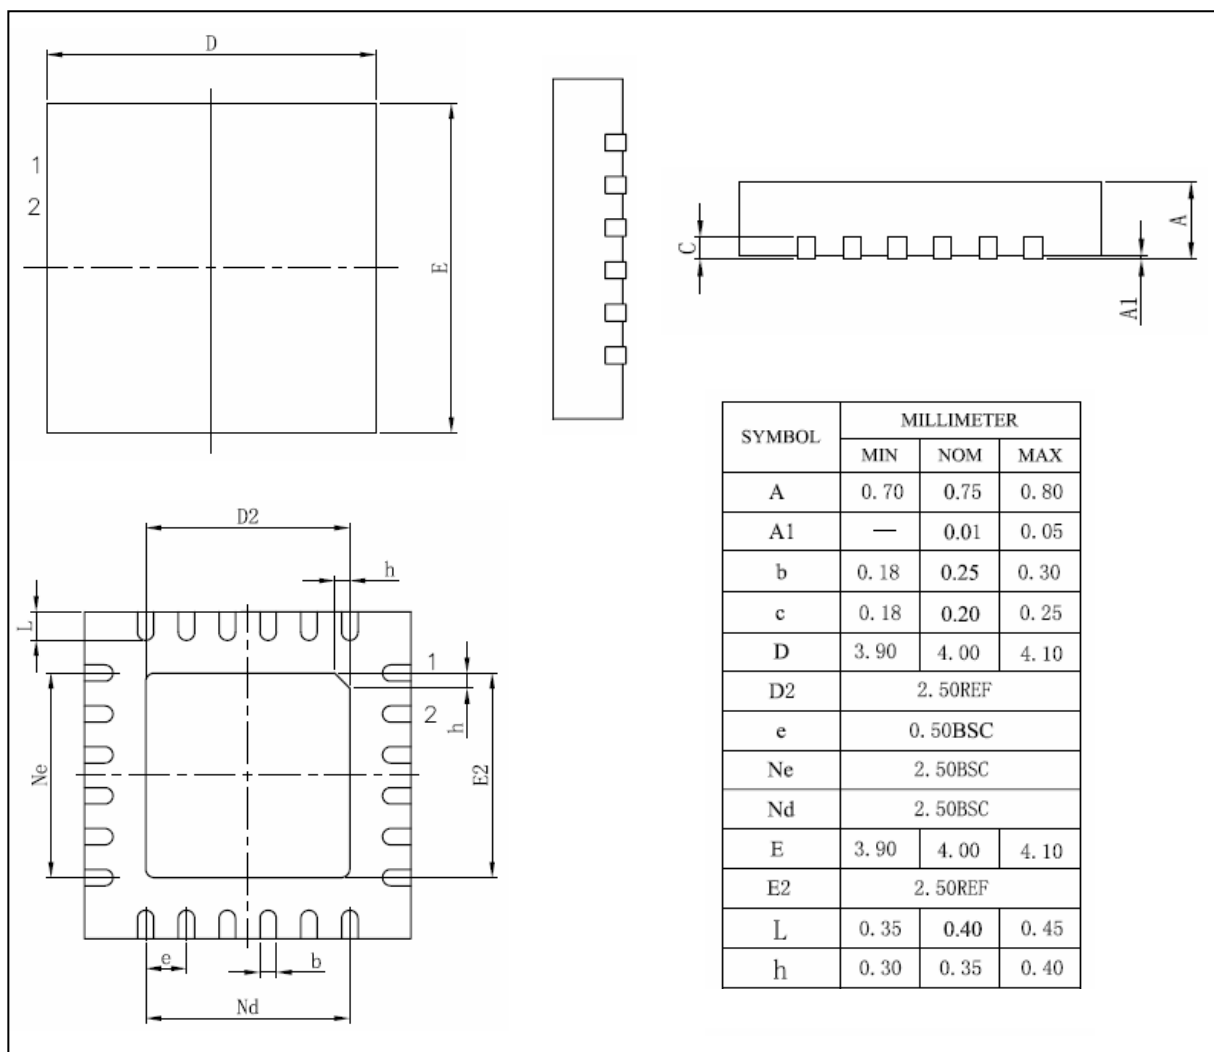 D
1
2
E
C
A
A1
D2
h
L
1
2
h
Ne
E2
e
b
Nd
SYMBOL MILLIMETER
MIN NOM MAX
A 0.70 0.75 0.80
A1 — 0.01 0.05
b 0.18 0.25 0.30
c 0.18 0.20 0.25
D 3.90 4.00 4.10
D2 2.50REF
e 0.50BSC
Ne 2.50BSC
Nd 2.50BSC
E 3.90 4.00 4.10
E2 2.50REF
L 0.35 0.40 0.45
h 0.30 0.35 0.40